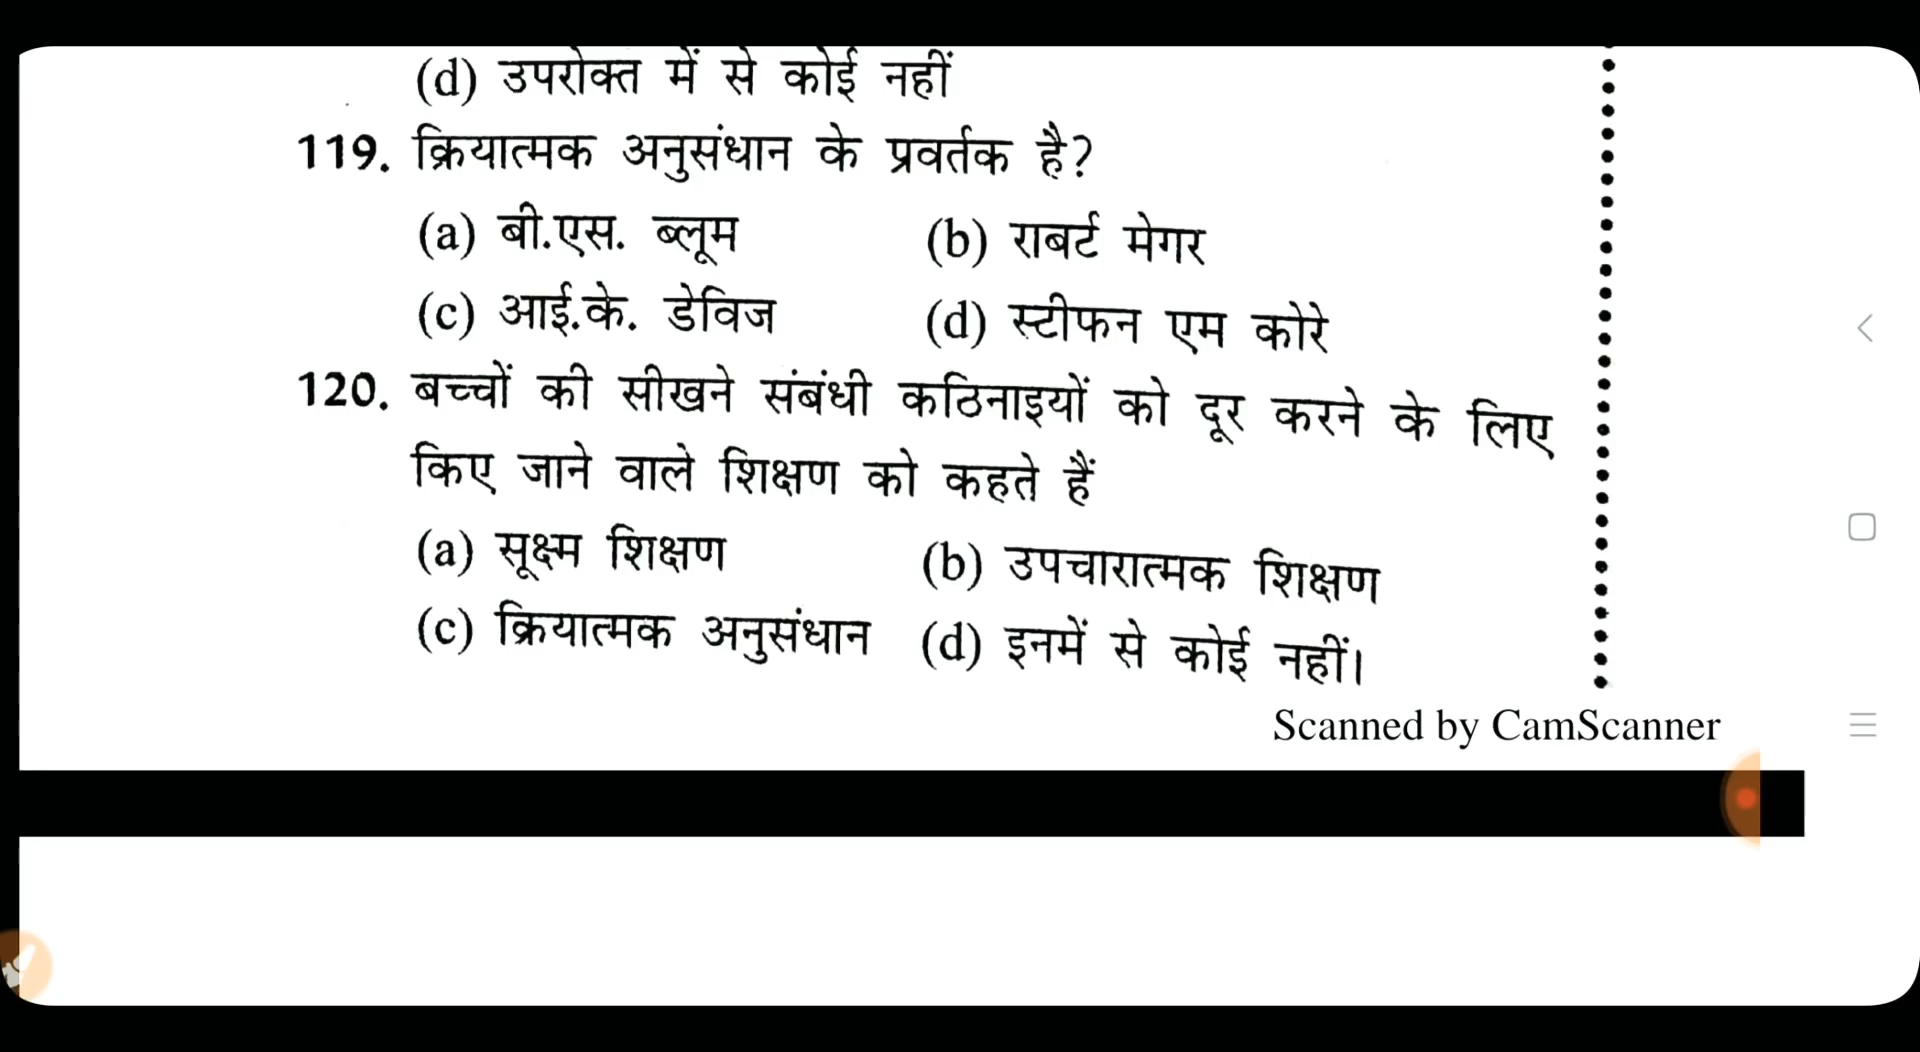 (d) उपरोक्त में से कोई नहीं
119. क्रियात्मक अनुसंधान के प्रवर्तक है?
(a) बी.एस. ब्लूम (b) राबर्ट मेगर
(c) आई.के. डेविज (d) स्टीफन एम कोरे
120. बच्चों की सीखने संबंधी कठिनाइयों को दूर करने के लिए
किए जाने वाले शिक्षण को कहते हैं
(a) सूक्ष्म शिक्षण (b) उपचारात्मक शिक्षण
(c) क्रियात्मक अनुसंधान (d) इनमें से कोई नहीं।
Scanned by CamScanner